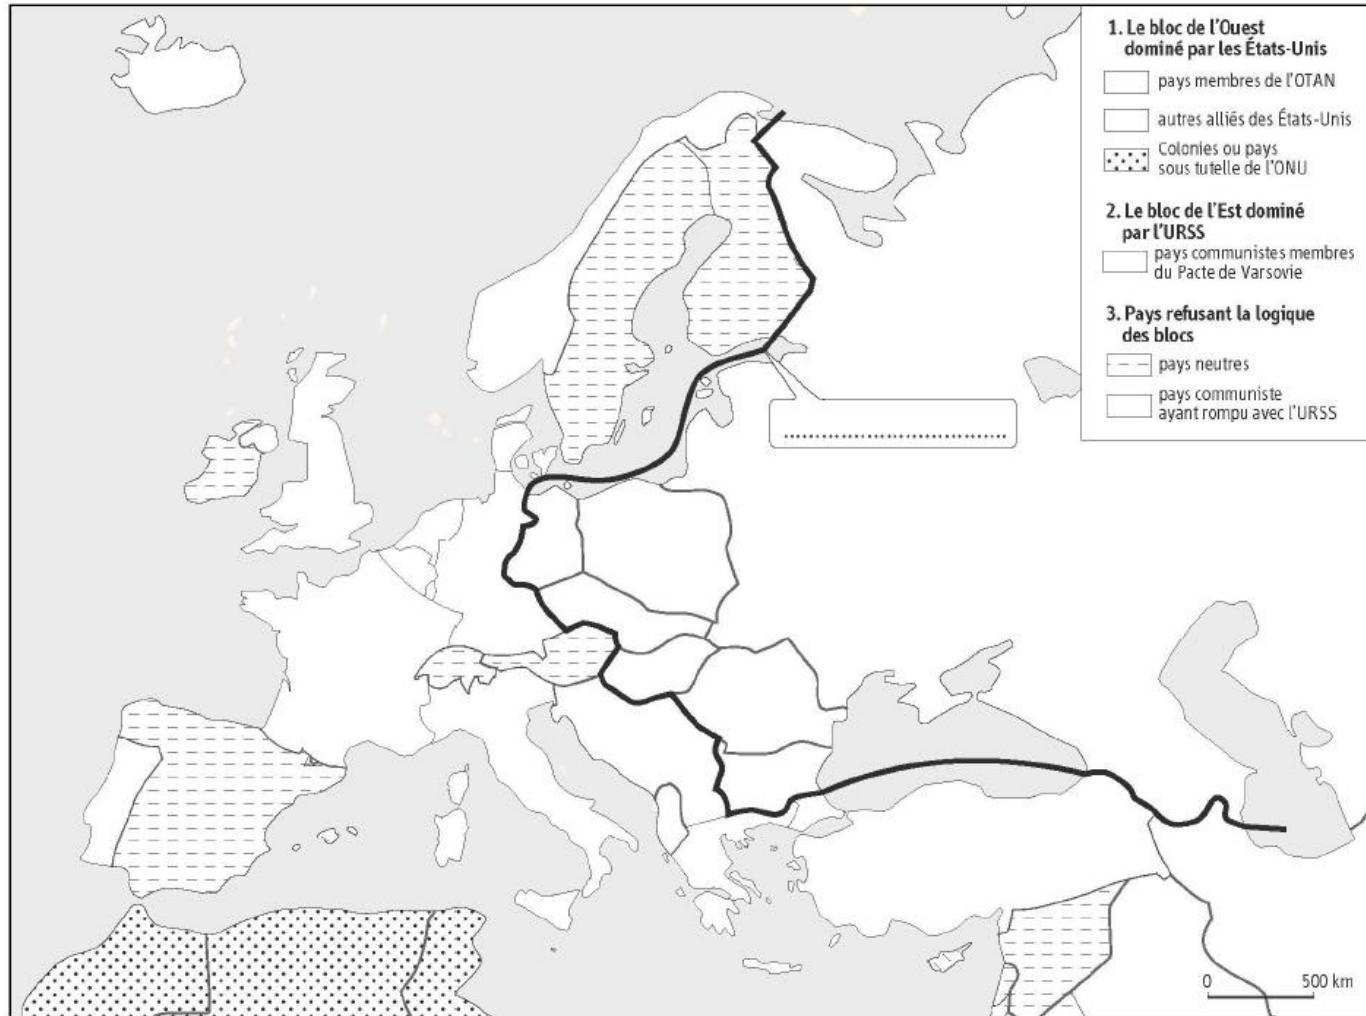 1. Le bloc de l'Ouest
dominé par les États-Unis
pays membres de l'OTAN
autres alliés des États-Unis
Colonies ou pays
sous tutelle de l'ONU
2. Le bloc de l'Est dominé
par l'URSS
pays communistes membres
du Pacte de Varsovie
3. Pays refusant la logique
des blocs
pays neutres
pays communiste
ayant rompu avec l'URSS
0 500 km